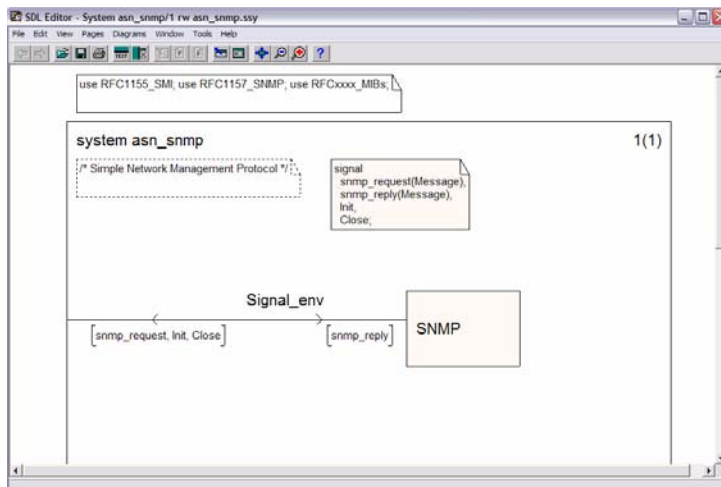 SDL Editor - System asn_snmp/1 rw asn_snmp.ssy
File Edit View Pages Diagrams Window Tools Help
use RFC1155_SMI; use RFC1157_SNMP; use RFCxxxx_MIBs;
system asn_snmp
1(1)
/* Simple Network Management Protocol */
signal
snmp_request(Message),
snmp_reply(Message),
Init,
Close;
Signal_env
[snmp_request, Init, Close]
[snmp_reply]
SNMP